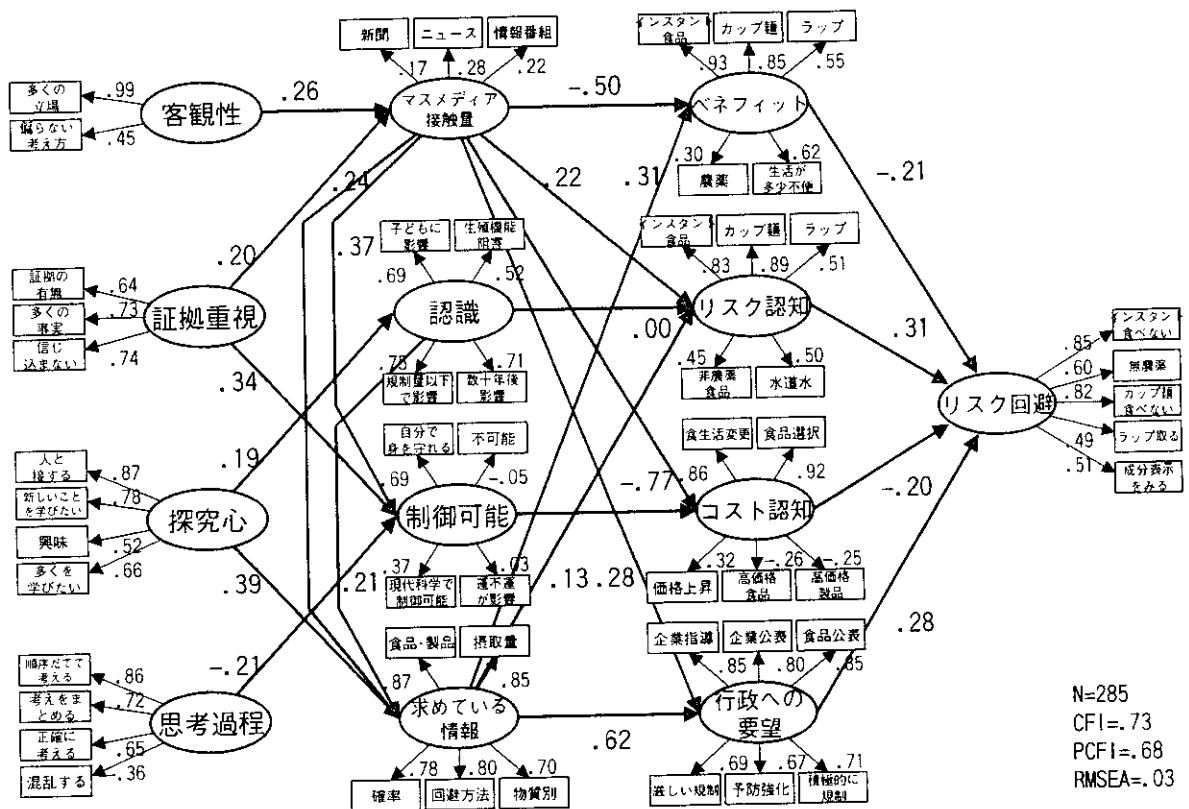 新聞
ニュース
情報番組
.17
.28
.22
マスメディア
接触量
インスタント
食品
カップ麺
ラップ
.93
.85
.55
ベネフィット
.30
.62
農薬
生活が
多少不便
多くの
立場
偏らない
考え方
.99
.45
客観性
.26
-.50
.24
.22
.31
-.21
.20
.37
子どもに
影響
生殖機能
阻害
.69
.52
認識
.75
.71
規制量以下
で影響
数十年後
影響
インスタント
食品
カップ麺
ラップ
.83
.89
.51
リスク認知
.00
.31
.45
.50
非農薬
食品
水道水
証拠の
有無
多くの
事実
信じ
込まない
.64
.73
.74
証拠重視
.34
.19
自分で
身を守れる
不可能
.69
-.05
制御可能
.37
.03
現代科学で
制御可能
運不運
が影響
食生活変更
食品選択
.86
.92
-.77
コスト認知
-.20
.32
-.26
-.25
価格上昇
高価格
食品
高価格
製品
インスタント
食べない
無農薬
カップ麺
食べない
ラップ取る
成分表示
をみる
.85
.60
.82
.49
.51
リスク回避
人と
接する
新しいこと
を学びたい
興味
多くを
学びたい
.87
.78
.52
.66
探究心
.39
.21
.13
.28
-.21
食品・製品
摂取量
.87
.85
求めている
情報
.62
.78
.80
.70
確率
回避方法
物質別
企業指導
企業公表
食品公表
.85
.80
.85
行政への
要望
.28
.69
.67
.71
厳しい規制
予防強化
積極的に
規制
順序だてて
考える
考えをま
とめる
正確に
考える
混乱する
.86
.72
.65
.36
思考過程
N=285
CFI=.73
PCFI=.68
RMSEA=.03